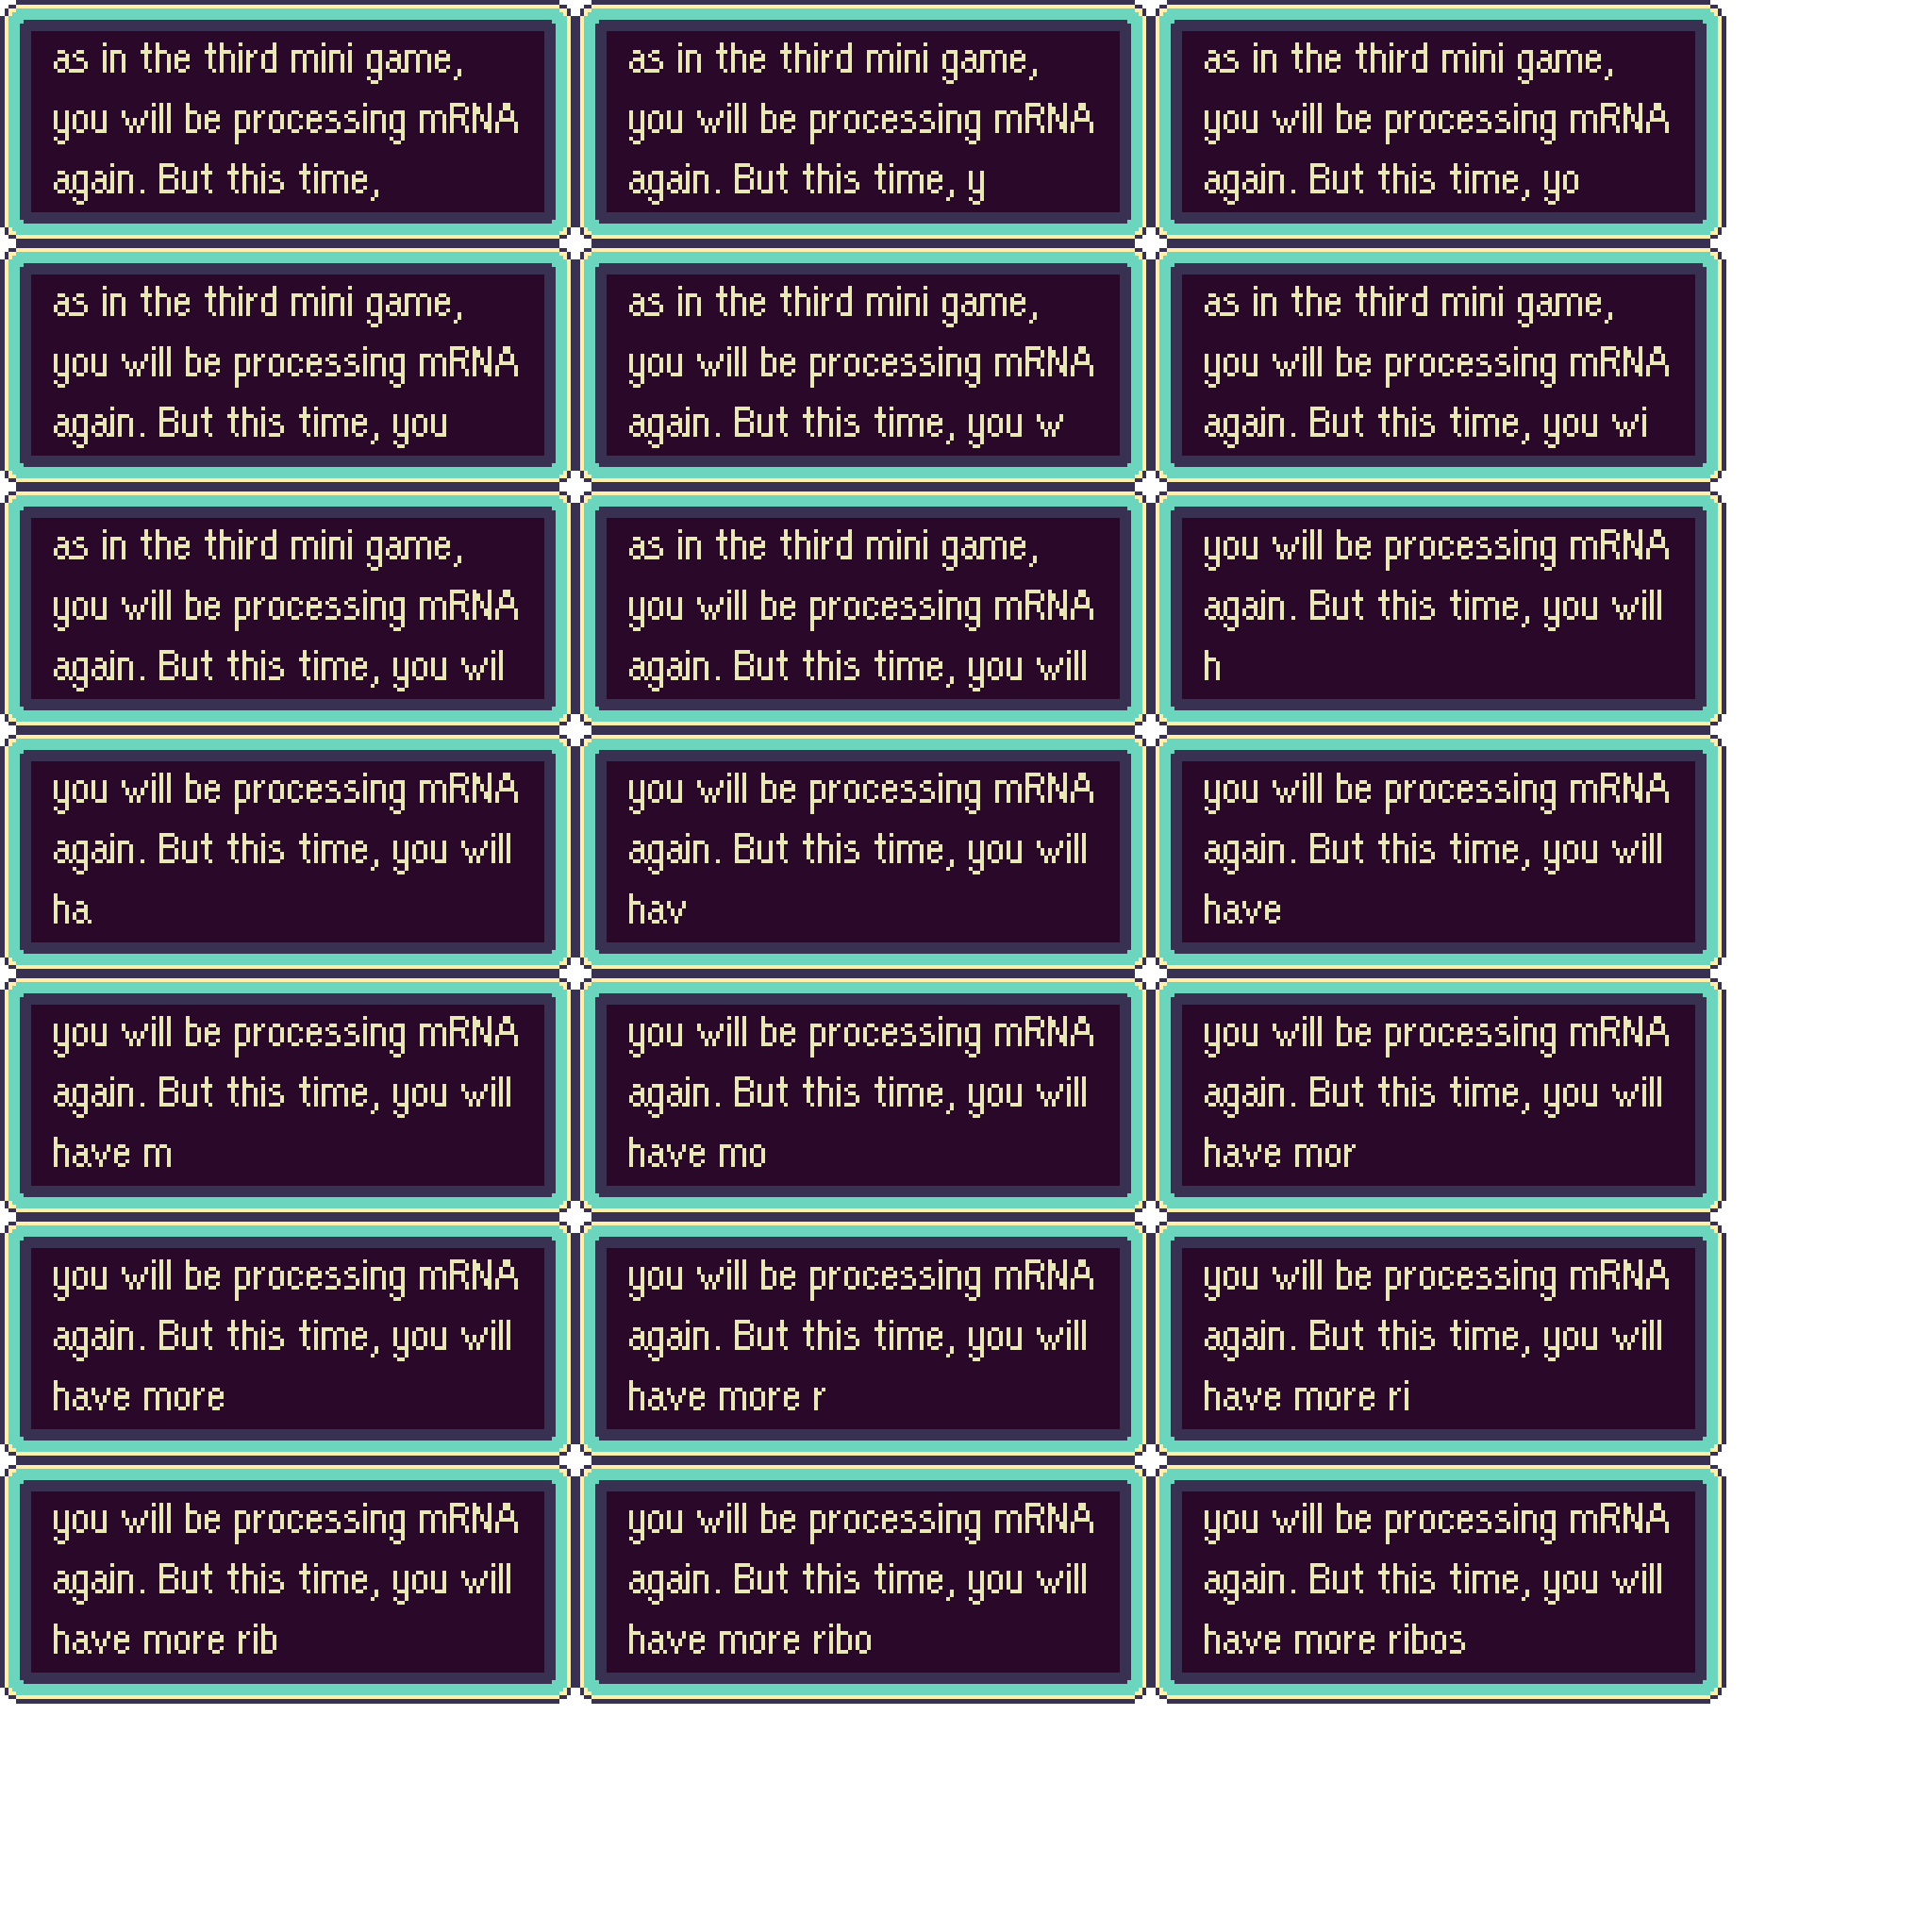 as in the third mini game,
you will be processing mRNA
again. But this time,
as in the third mini game,
you will be processing mRNA
again. But this time, y
as in the third mini game,
you will be processing mRNA
again. But this time, yo
as in the third mini game,
you will be processing mRNA
again. But this time, you
as in the third mini game,
you will be processing mRNA
again. But this time, you w
as in the third mini game,
you will be processing mRNA
again. But this time, you wi
as in the third mini game,
you will be processing mRNA
again. But this time, you wil
as in the third mini game,
you will be processing mRNA
again. But this time, you will
you will be processing mRNA
again. But this time, you will
h
you will be processing mRNA
again. But this time, you will
ha
you will be processing mRNA
again. But this time, you will
hav
you will be processing mRNA
again. But this time, you will
have
you will be processing mRNA
again. But this time, you will
have m
you will be processing mRNA
again. But this time, you will
have mo
you will be processing mRNA
again. But this time, you will
have mor
you will be processing mRNA
again. But this time, you will
have more
you will be processing mRNA
again. But this time, you will
have more r
you will be processing mRNA
again. But this time, you will
have more ri
you will be processing mRNA
again. But this time, you will
have more rib
you will be processing mRNA
again. But this time, you will
have more ribo
you will be processing mRNA
again. But this time, you will
have more ribos